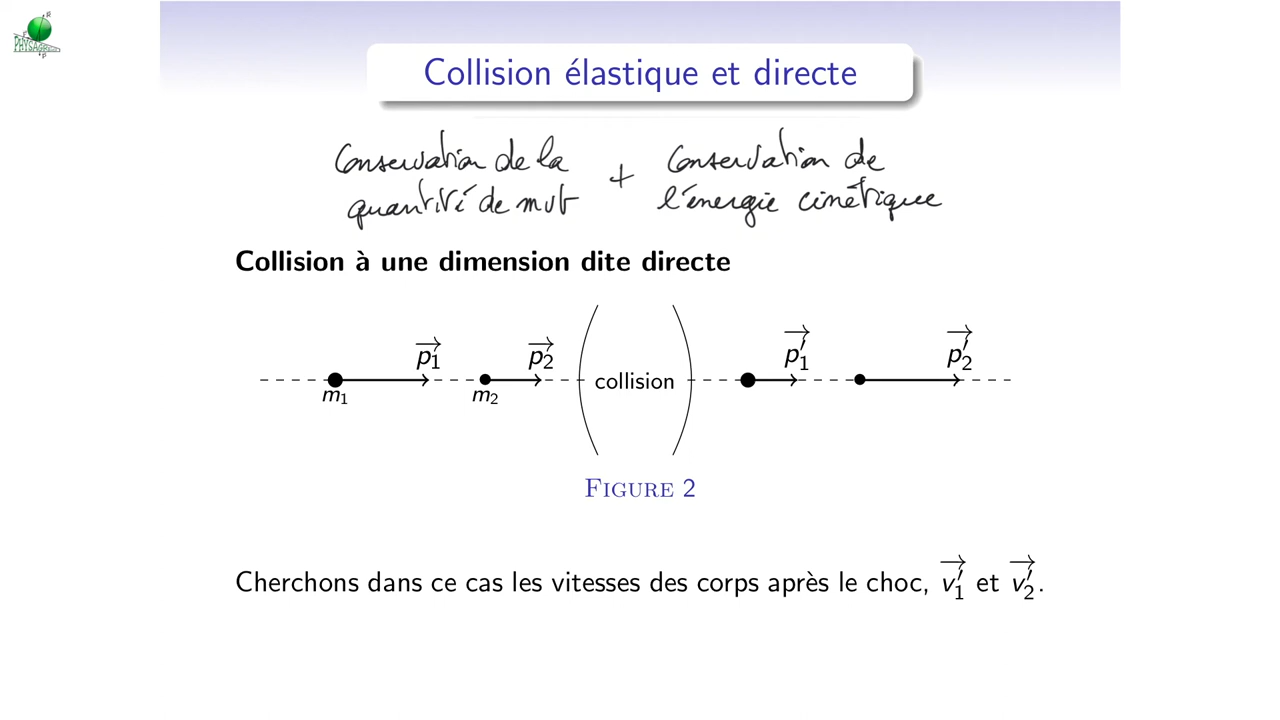 Collision élastique et directe
Conservation de la + Conservation de
quantité de mvt l'énergie cinétique
Collision à une dimension dite directe
p1 p2 p'1 p'2
collision
m1 m2
Figure 2
Cherchons dans ce cas les vitesses des corps après le choc, v'1 et v'2.